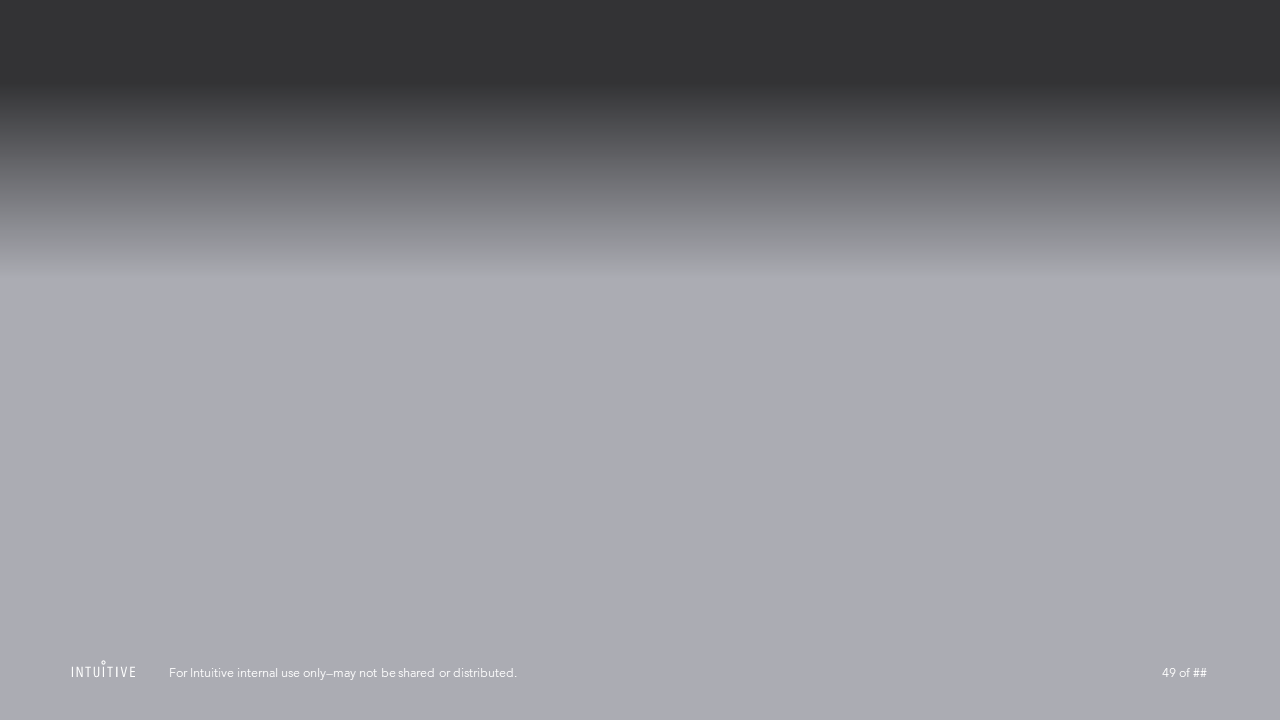 INTUITIVE
For Intuitive internal use only–may not be shared or distributed.
49 of ##